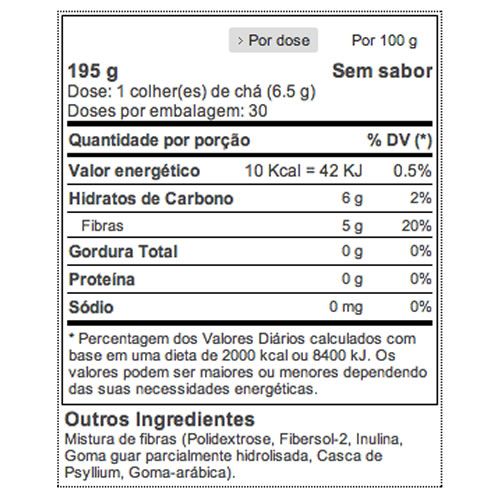 › Por dose Por 100 g
195 g Sem sabor
Dose: 1 colher(es) de chá (6.5 g)
Doses por embalagem: 30
Quantidade por porção % DV (*)
Valor energético 10 Kcal = 42 KJ 0.5%
Hidratos de Carbono 6 g 2%
Fibras 5 g 20%
Gordura Total 0 g 0%
Proteína 0 g 0%
Sódio 0 mg 0%
* Percentagem dos Valores Diários calculados com
base em uma dieta de 2000 kcal ou 8400 kJ. Os
valores podem ser maiores ou menores dependendo
das suas necessidades energéticas.
Outros Ingredientes
Mistura de fibras (Polidextrose, Fibersol-2, Inulina,
Goma guar parcialmente hidrolisada, Casca de
Psyllium, Goma-arábica).